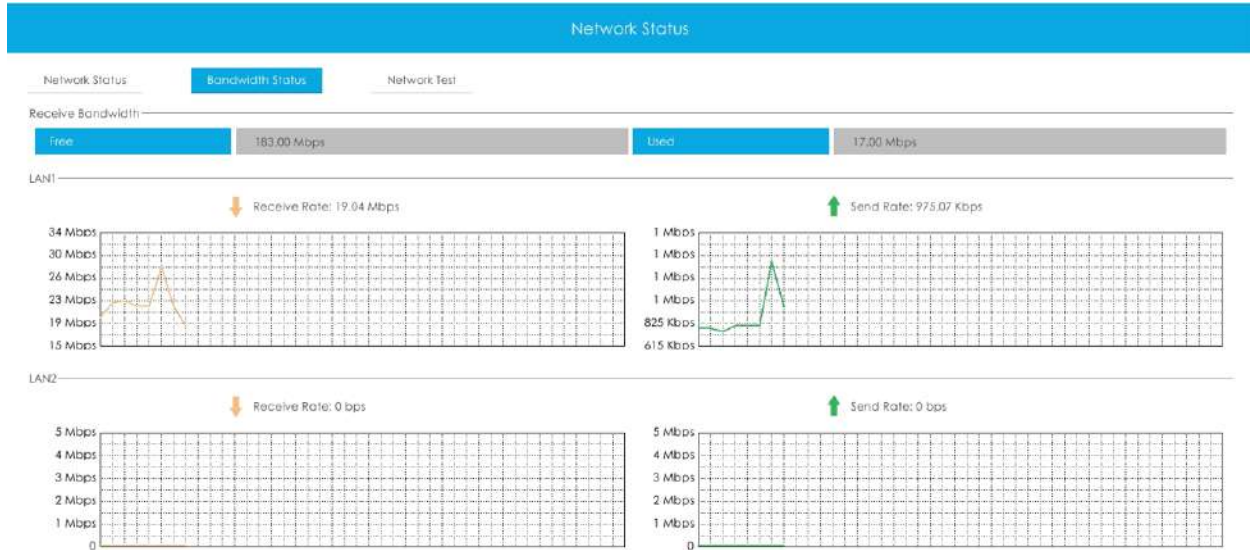 Network Status
Network Status Bandwidth Status Network Test
Receive Bandwidth
Free 183.00 Mbps Used 17.00 Mbps
LAN1
Receive Rate: 19.04 Mbps
34 Mbps
30 Mbps
26 Mbps
23 Mbps
19 Mbps
15 Mbps
Send Rate: 975.07 Kbps
1 Mbps
1 Mbps
1 Mbps
1 Mbps
825 Kbps
615 Kbps
LAN2
Receive Rate: 0 bps
5 Mbps
4 Mbps
3 Mbps
2 Mbps
1 Mbps
0
Send Rate: 0 bps
5 Mbps
4 Mbps
3 Mbps
2 Mbps
1 Mbps
0